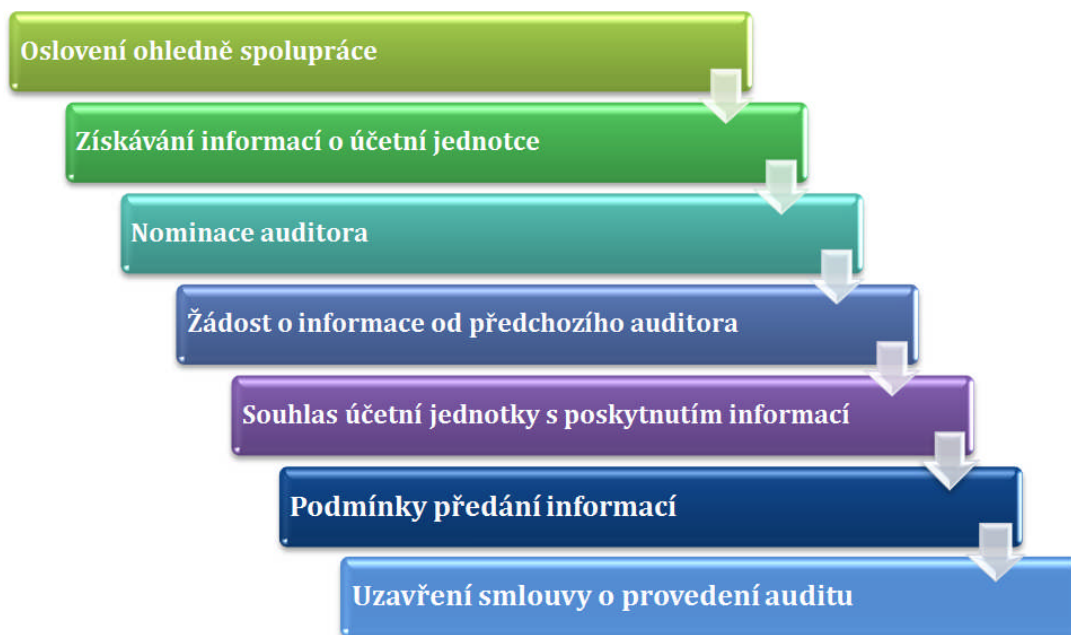 Oslovení ohledně spolupráce
Získávání informací o účetní jednotce
Nominace auditora
Žádost o informace od předchozího auditora
Souhlas účetní jednotky s poskytnutím informací
Podmínky předání informací
Uzavření smlouvy o provedení auditu